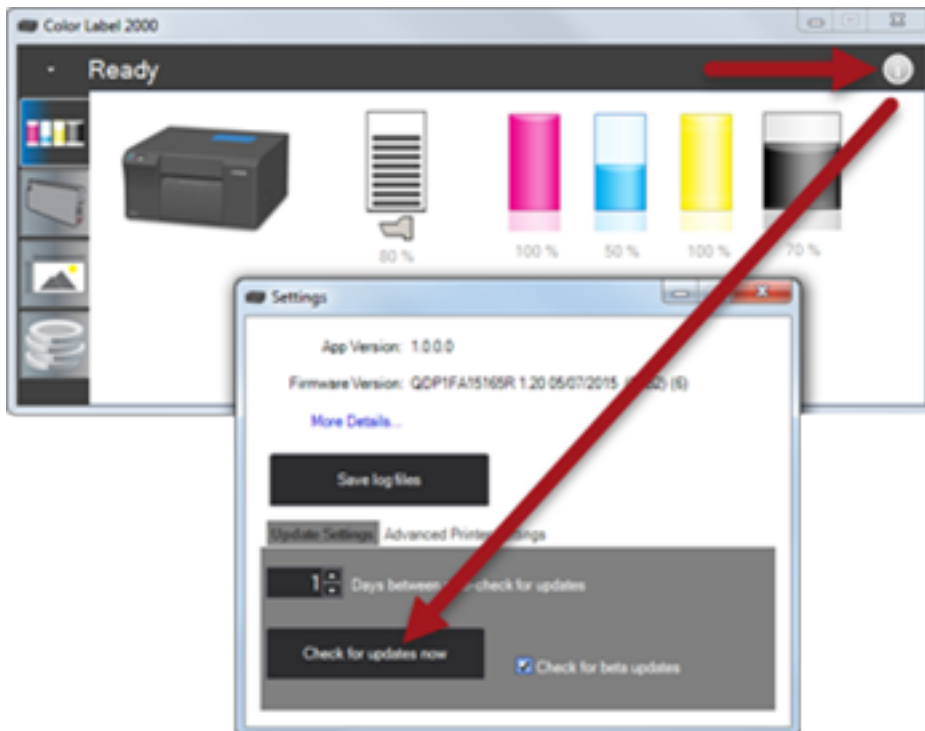 Color Label 2000
Ready
80 %
100 %
50 %
100 %
70 %
Settings
App Version: 1.0.0.0
Firmware Version: QDP1FA15165R 1.20 05/07/2015 (6)
More Details...
Save log files
Update Settings Advanced Printer
1 Days between check for updates
Check for updates now
Check for beta updates